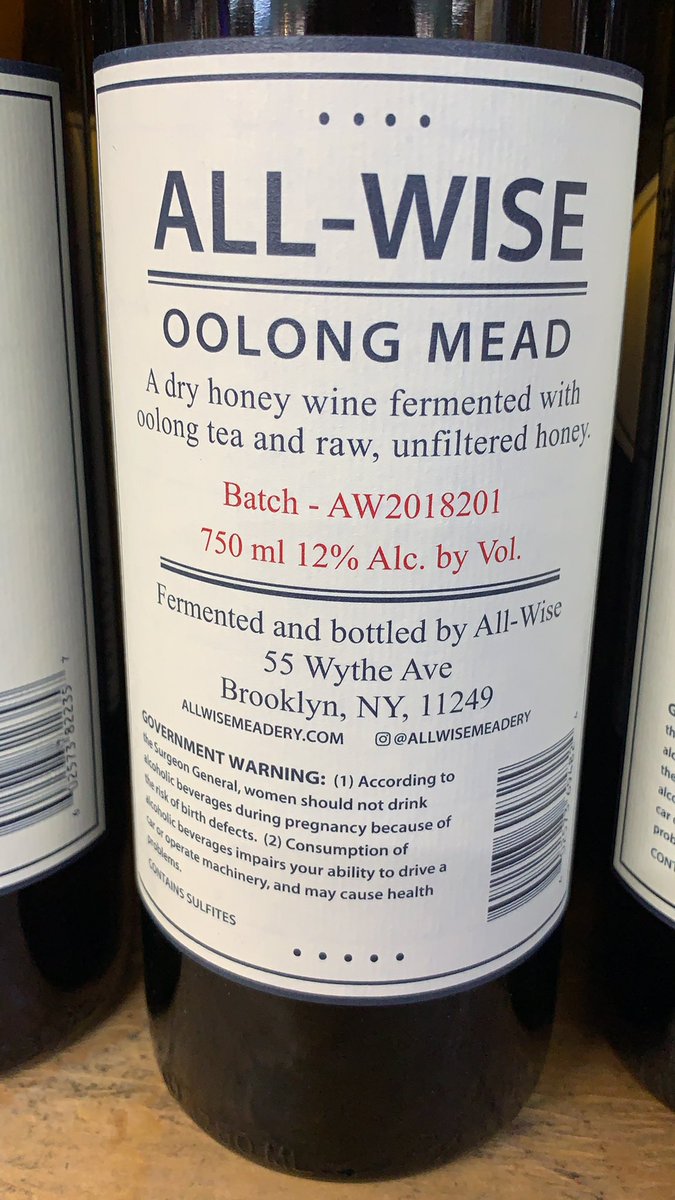 ALL-WISE
OOLONG MEAD
A dry honey wine fermented with
oolong tea and raw, unfiltered honey.
Batch - AW2018201
750 ml 12% Alc. by Vol.
Fermented and bottled by All-Wise
55 Wythe Ave
Brooklyn, NY, 11249
ALLWISEMEADERY.COM @ALLWISEMEADERY
GOVERNMENT WARNING: (1) According to
the Surgeon General, women should not drink
alcoholic beverages during pregnancy because of
the risk of birth defects. (2) Consumption of
alcoholic beverages impairs your ability to drive a
car or operate machinery, and may cause health
problems.
CONTAINS SULFITES